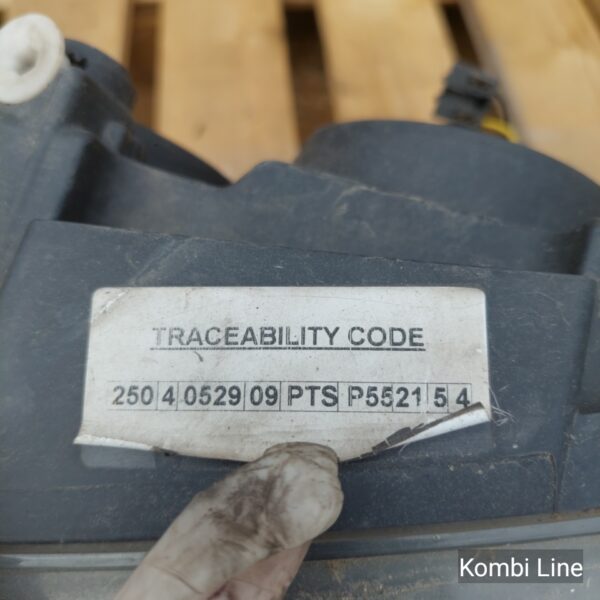 TRACEABILITY CODE
250 4 0529 09 PTS P5521 5 4
Kombi Line